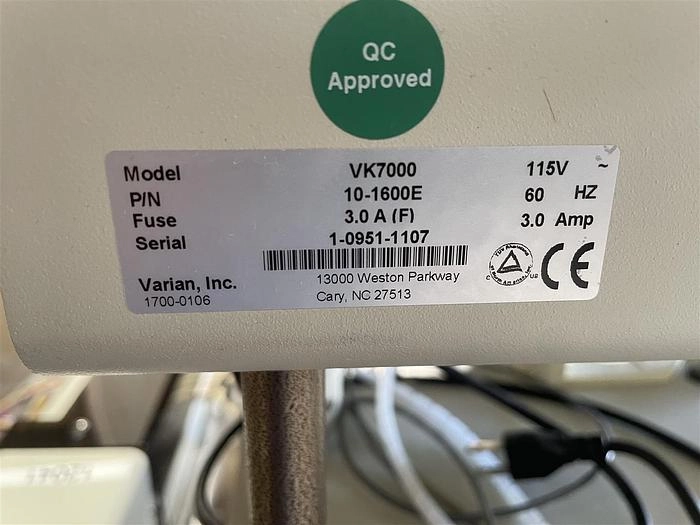 QC
Approved
Model VK7000 115V ~
P/N 10-1600E 60 HZ
Fuse 3.0 A (F) 3.0 Amp
Serial 1-0951-1107
Varian, Inc. 13000 Weston Parkway
1700-0106 Cary, NC 27513
CE